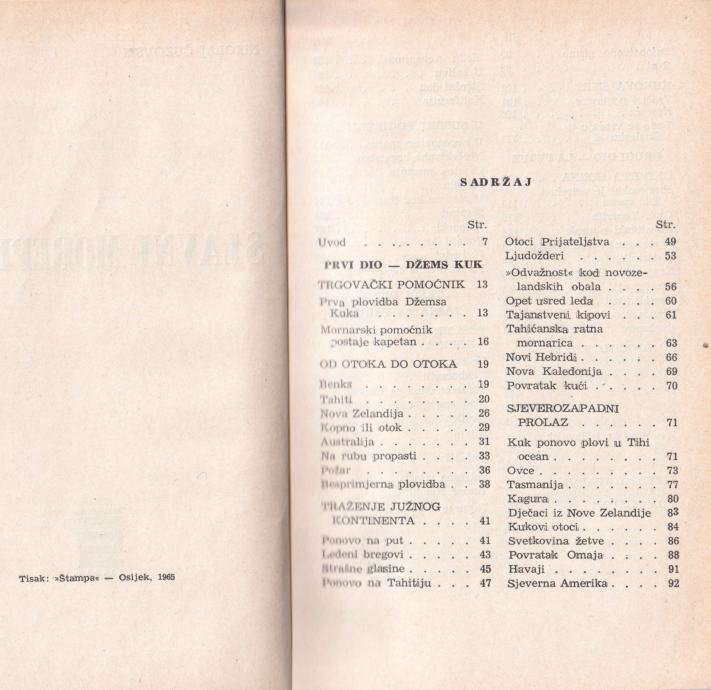 Tisak: »Štampa« — Osijek, 1965
SADRŽAJ
Str.
Uvod . . . . . . . . 7
PRVI DIO — DŽEMS KUK
TRGOVAČKI POMOĆNIK 13
Prva plovidba Džemsa
Kuka . . . . . . . 13
Mornarski pomoćnik
postaje kapetan . . . . 16
OD OTOKA DO OTOKA 19
Benks . . . . . . . . 19
Tahiti . . . . . . . . 20
Nova Zelandija . . . . . 26
Kopno ili otok . . . . . 29
Australija . . . . . . . 31
Na rubu propasti . . . . 33
Požar . . . . . . . . 36
Besprimjerna plovidba . . 38
TRAŽENJE JUŽNOG
KONTINENTA . . . . 41
Ponovo na put . . . . . 41
Ledeni bregovi . . . . . 43
Strašne glasine . . . . . 45
Ponovo na Tahitiju . . . 47
Str.
Otoci Prijateljstva . . . 49
Ljudožderi . . . . . . 53
»Odvažnost« kod novoze-
landskih obala . . . . 56
Opet usred leda . . . . 60
Tajanstveni kipovi . . . 61
Tahićanska ratna
mornarica . . . . . . 63
Novi Hebridi . . . . . . 66
Nova Kaledonija . . . . 69
Povratak kući . . . . . 70
SJEVEROZAPADNI
PROLAZ . . . . . . 71
Kuk ponovo plovi u Tihi
ocean . . . . . . . . 71
Ovce . . . . . . . . . 73
Tasmanija . . . . . . . 77
Kagura . . . . . . . . 80
Dječaci iz Nove Zelandije 83
Kukovi otoci . . . . . . 84
Svetkovina žetve . . . . 86
Povratak Omaja . . . . 88
Havaji . . . . . . . . 91
Sjeverna Amerika . . . . 92